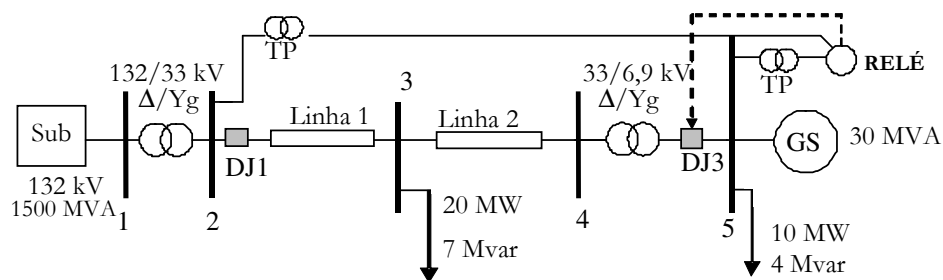 TP
132/33 kV
Δ/Yg
3
33/6,9 kV
Δ/Yg
TP
RELÉ
Sub
Linha 1
Linha 2
GS
30 MVA
DJ1
DJ3
132 kV
1500 MVA
1
2
20 MW
7 Mvar
4
5
10 MW
4 Mvar